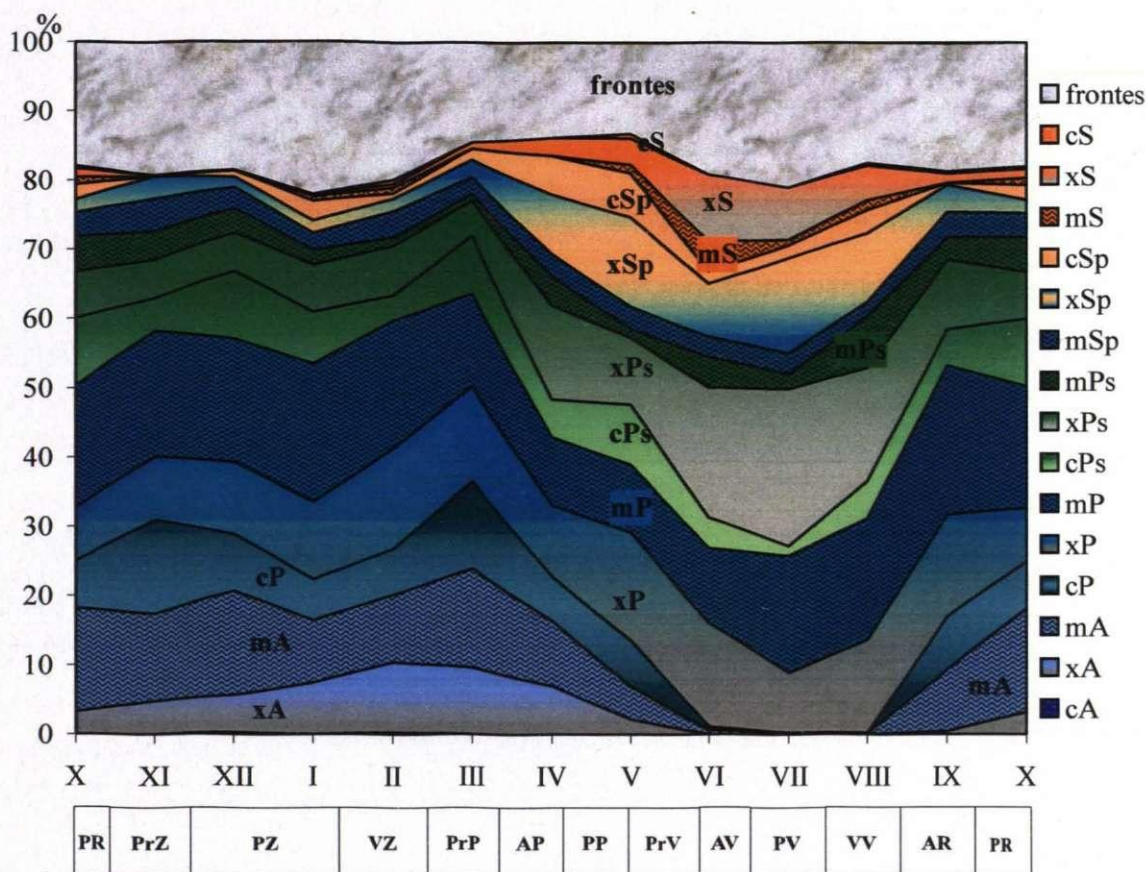 %
100
90
80
70
60
50
40
30
20
10
0
frontes
cS
cSp
xS
mS
xSp
mPs
xPs
cPs
mP
cP
xP
mA
mA
xA
frontes
cS
xS
mS
cSp
xSp
mSp
mPs
xPs
cPs
mP
xP
cP
mA
xA
cA
X XI XII I II III IV V VI VII VIII IX X
PR PrZ PZ VZ PrP AP PP PrV AV PV VV AR PR